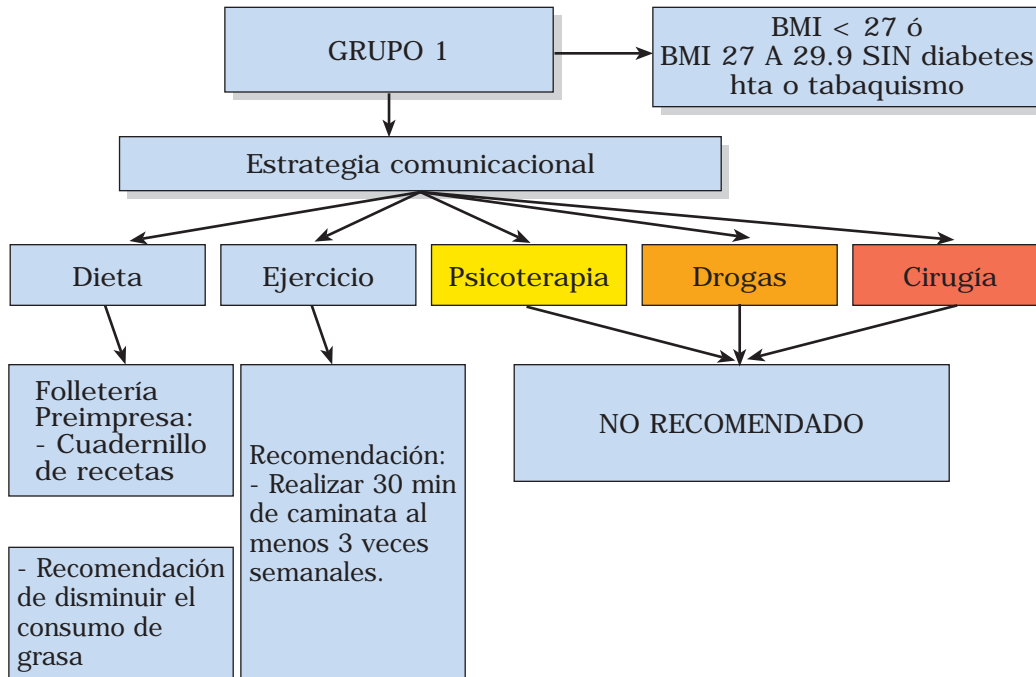 GRUPO 1
BMI < 27 ó
BMI 27 A 29.9 SIN diabetes
hta o tabaquismo
Estrategia comunicacional
Dieta
Ejercicio
Psicoterapia
Drogas
Cirugía
Folletería
Preimpresa:
- Cuadernillo
de recetas
- Recomendación
de disminuir el
consumo de
grasa
Recomendación:
- Realizar 30 min
de caminata al
menos 3 veces
semanales.
NO RECOMENDADO